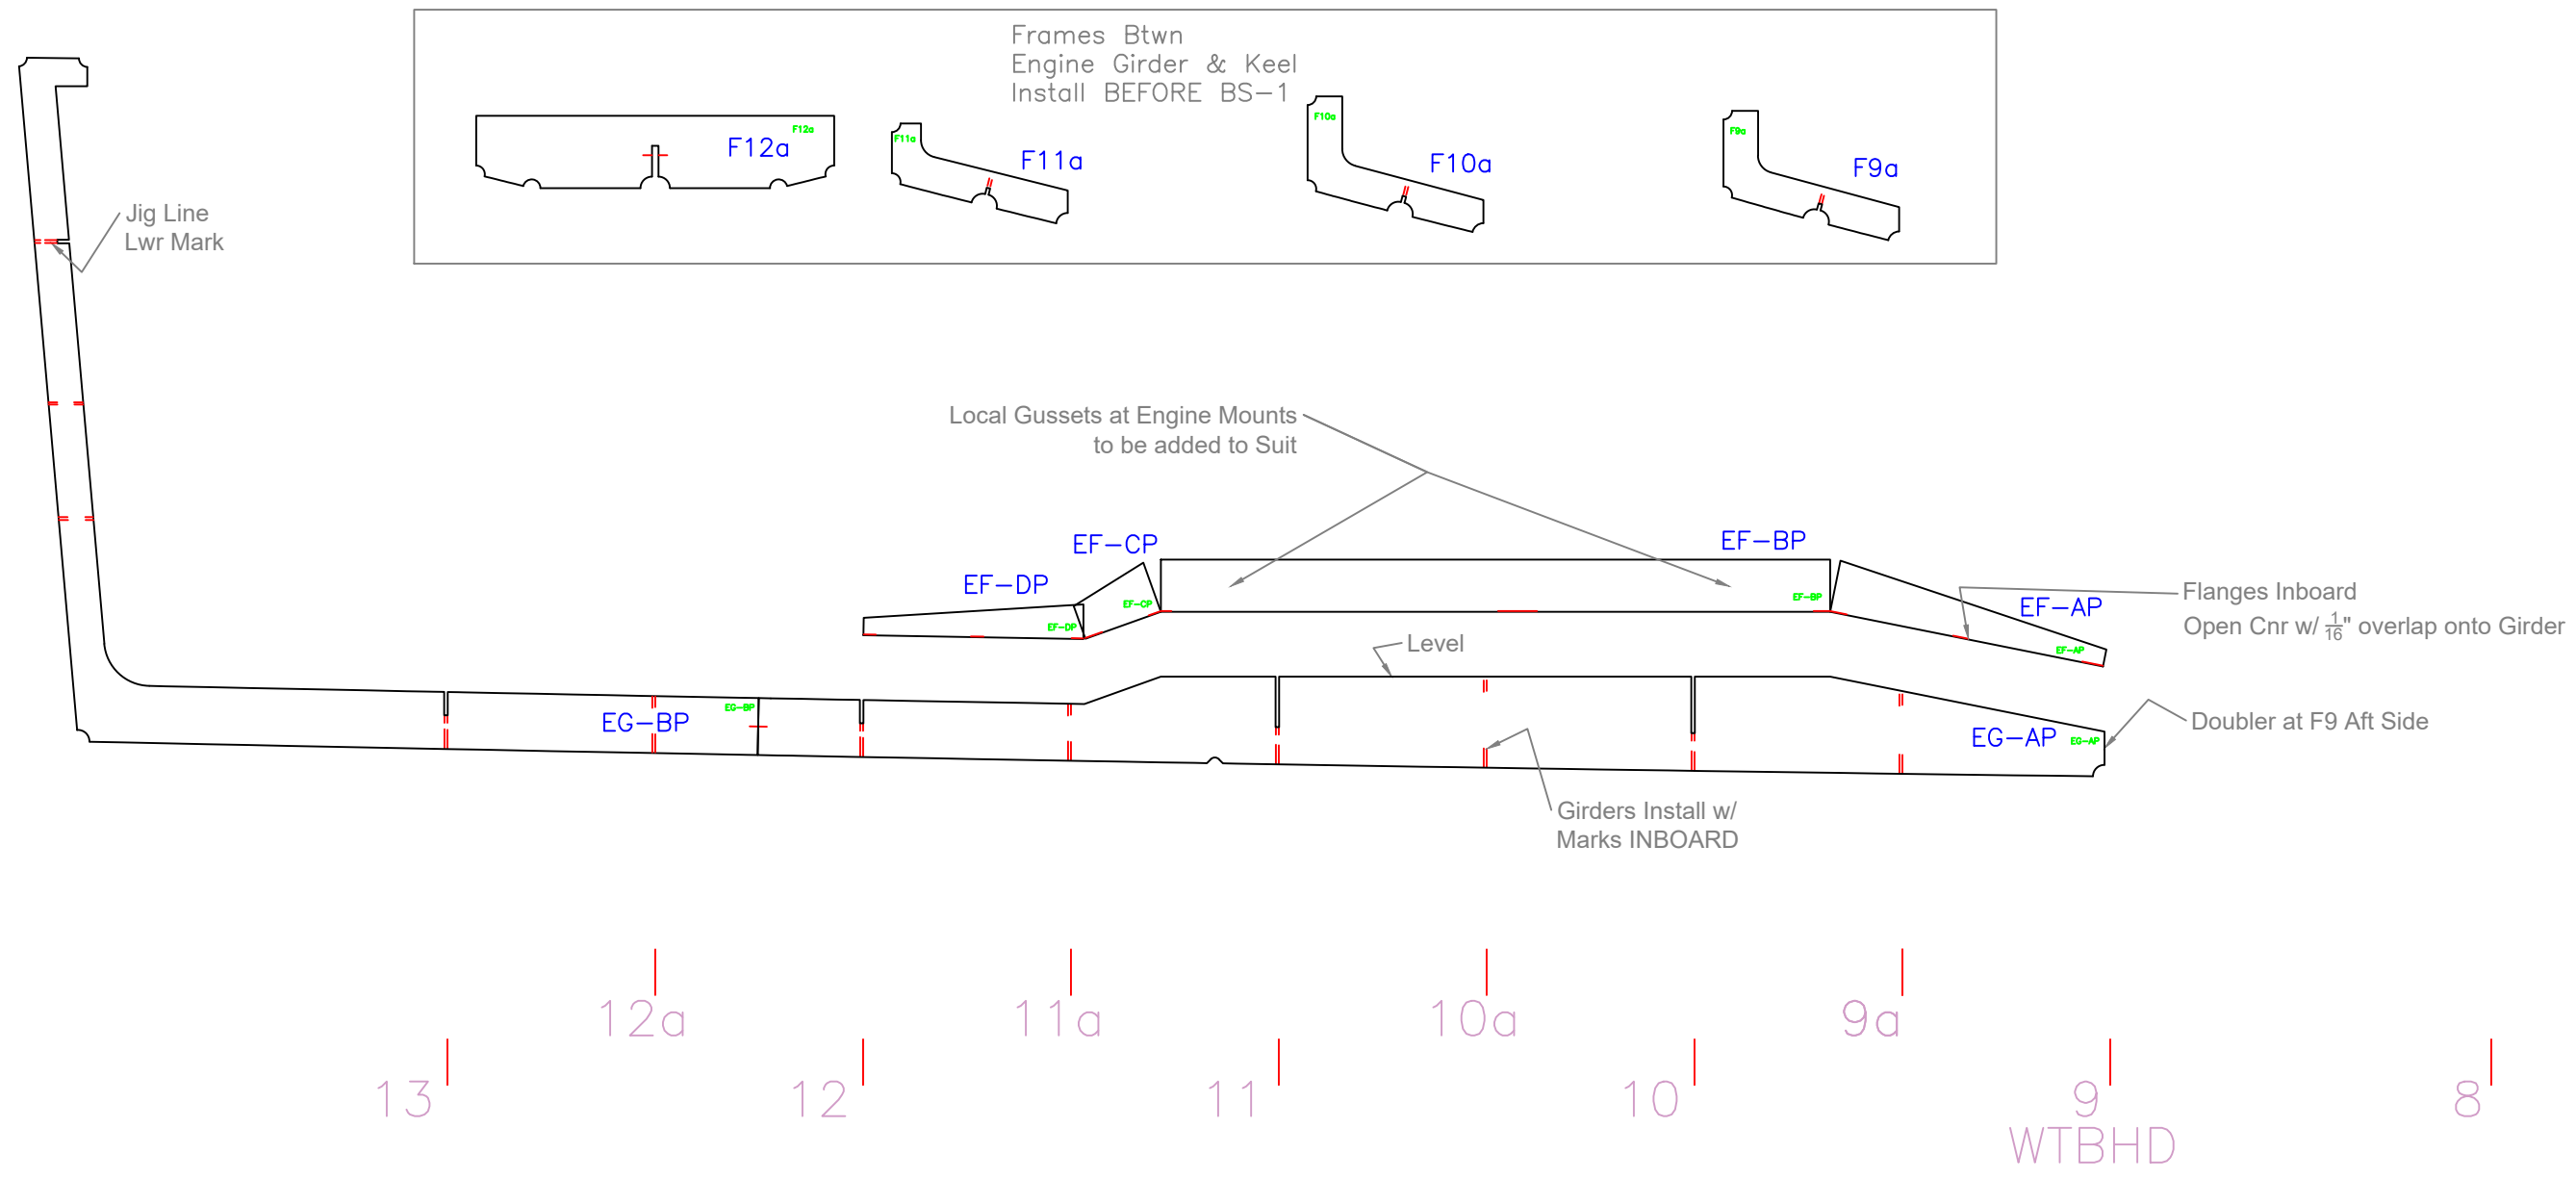 Frames Btwn
Engine Girder & Keel
Install BEFORE BS-1
F12a
F12a
F11a
F11a
F10a
F10a
F9a
F9a
Jig Line
Lwr Mark
Local Gussets at Engine Mounts
to be added to Suit
EF-CP
EF-BP
EF-DP
EF-CP
EF-BP
EF-AP
EF-DP
EF-AP
Flanges Inboard
Open Cnr w/ 1/16" overlap onto Girder
Level
EG-BP
EG-BP
EG-AP
EG-AP
Doubler at F9 Aft Side
Girders Install w/
Marks INBOARD
12a 11a 10a 9a
13 12 11 10 9 8
WTBHD